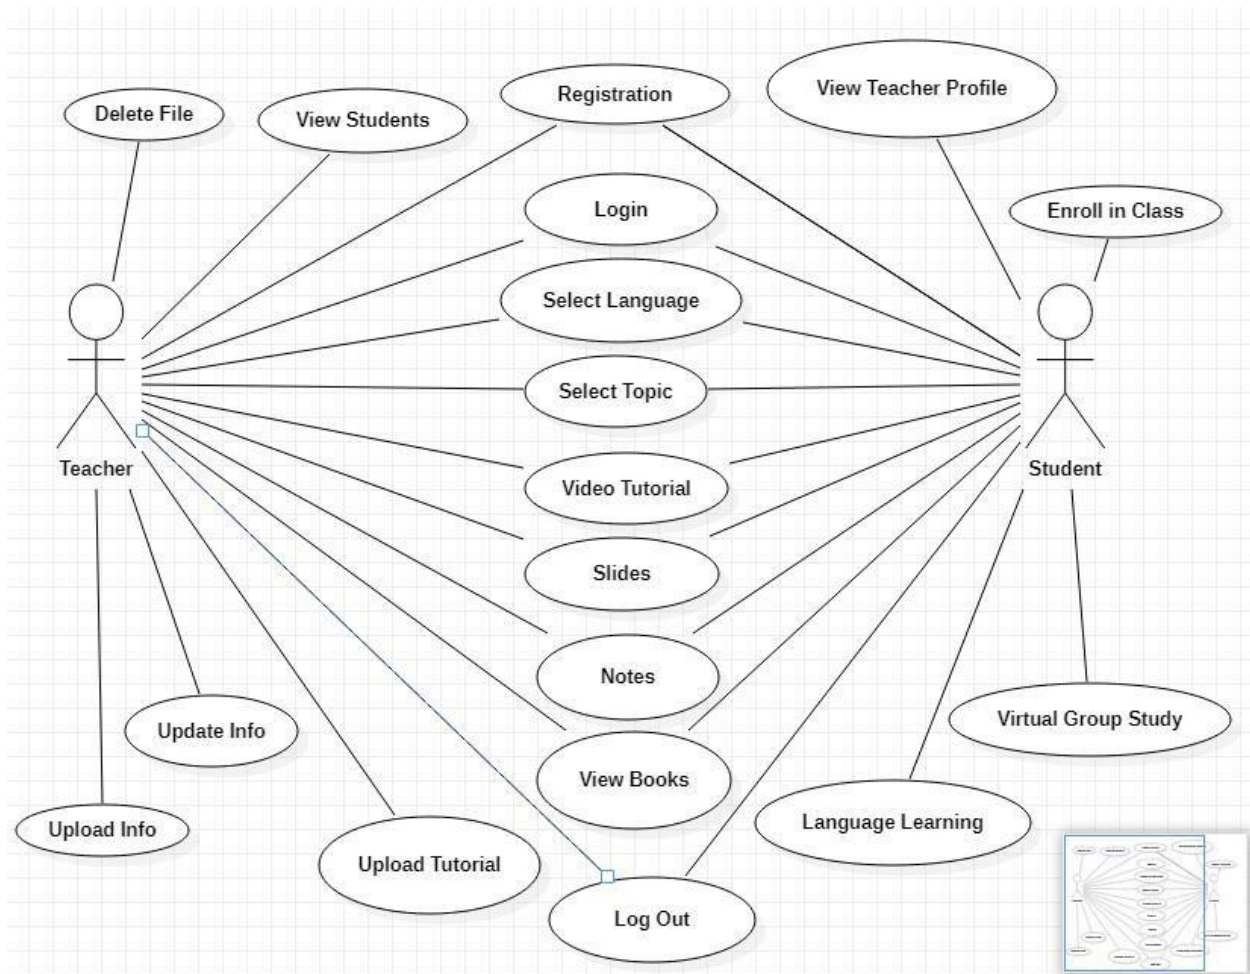 View Teacher Profile
Registration
Delete File
View Students
Login
Enroll in Class
Select Language
Select Topic
Teacher
Student
Video Tutorial
Slides
Notes
Virtual Group Study
Update Info
View Books
Language Learning
Upload Info
Upload Tutorial
Log Out